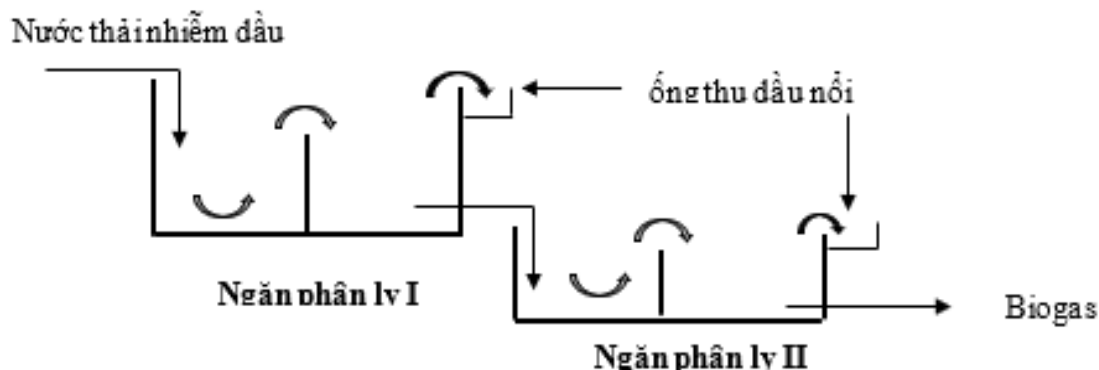 Nước thải nhiễm dầu
ống thu dầu nổi
Ngăn phân ly I
Biogas
Ngăn phân ly II